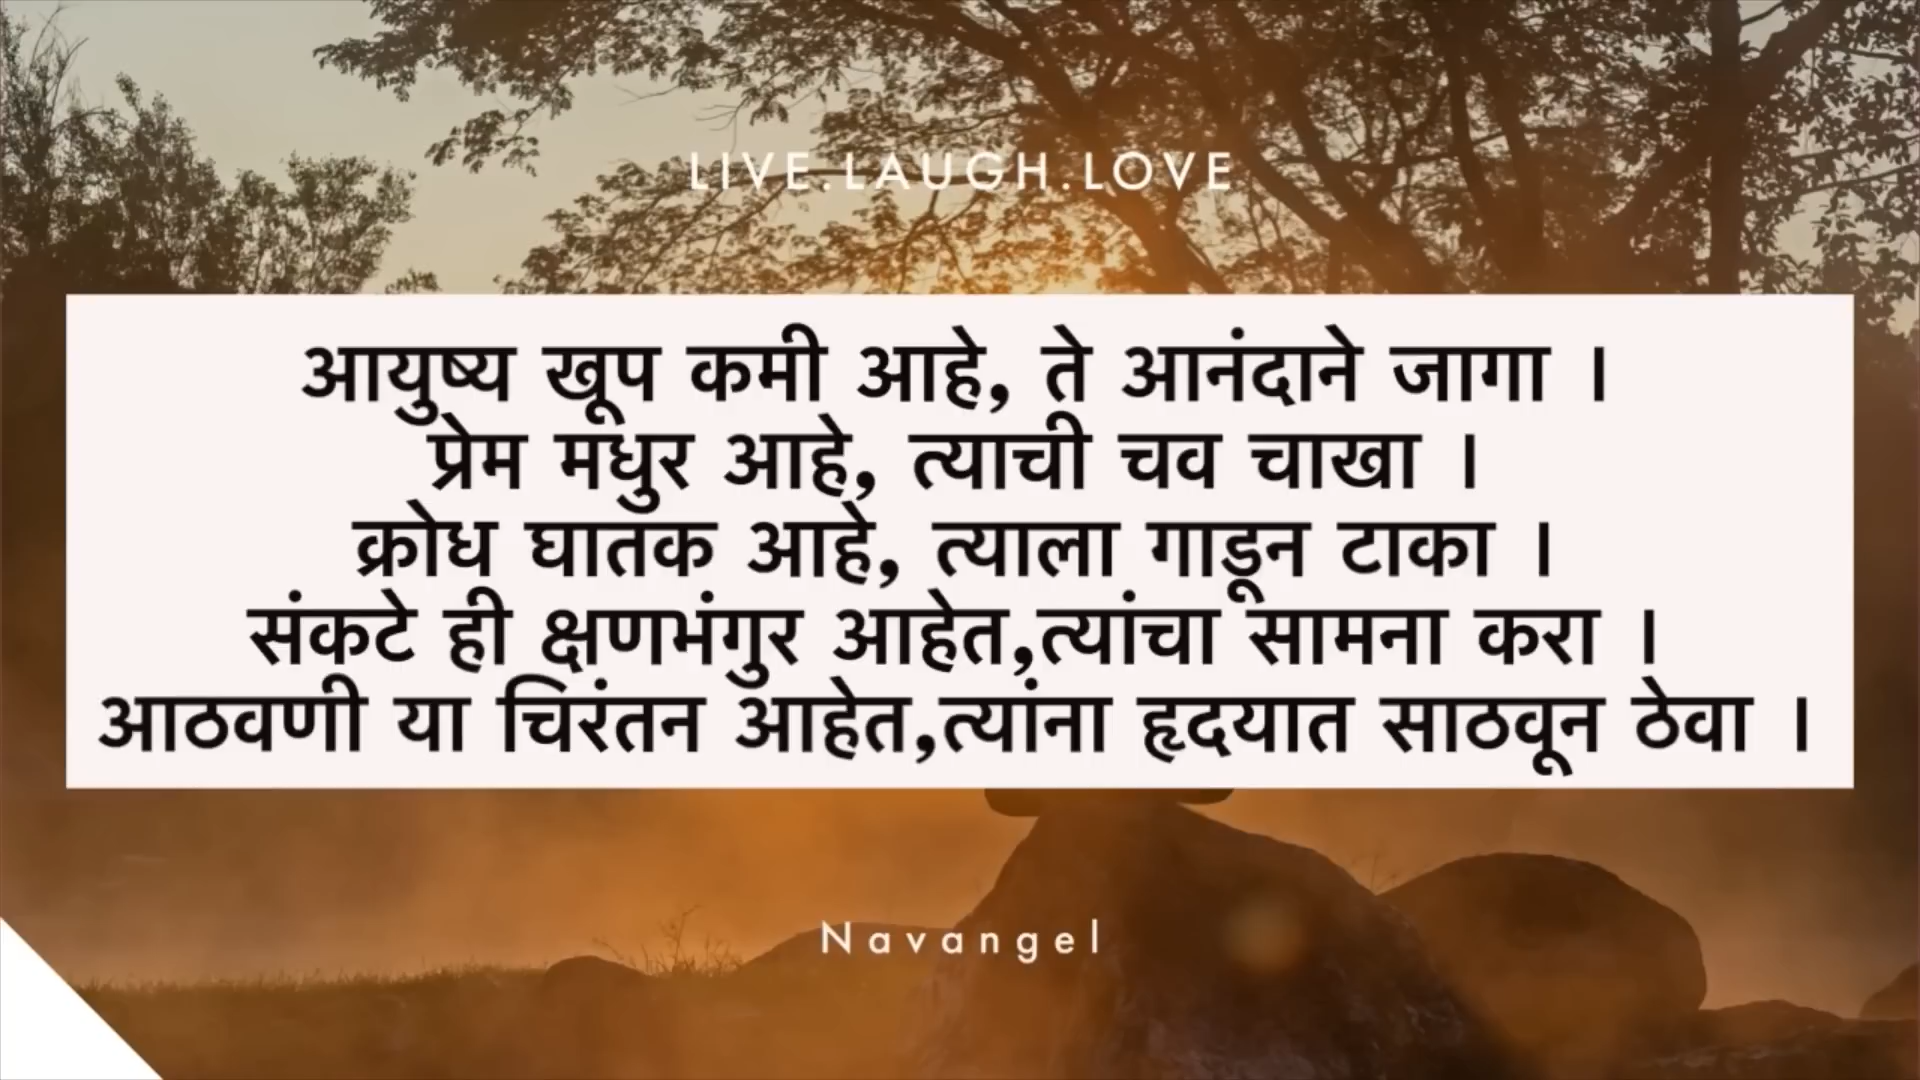 LIVE.LAUGH.LOVE
आयुष्य खूप कमी आहे, ते आनंदाने जागा ।
प्रेम मधुर आहे, त्याची चव चाखा ।
क्रोध घातक आहे, त्याला गाडून टाका ।
संकटे ही क्षणभंगुर आहेत,त्यांचा सामना करा ।
आठवणी या चिरंतन आहेत,त्यांना हृदयात साठवून ठेवा ।
Navangel